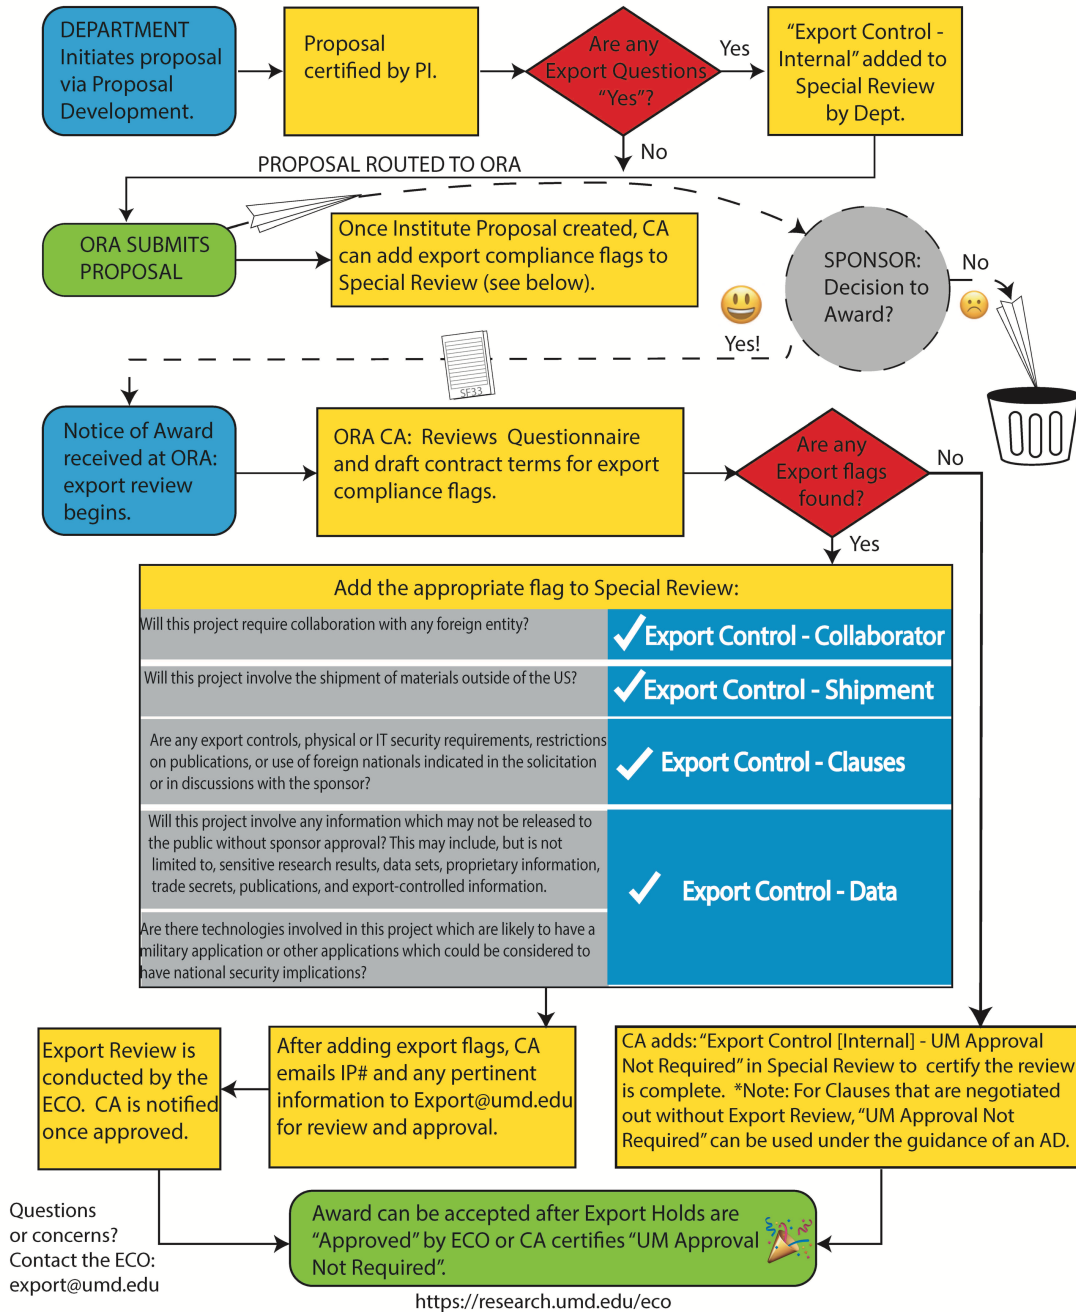 DEPARTMENT
Initiates proposal
via Proposal
Development.
Proposal
certified by PI.
Are any
Export Questions
“Yes”?
Yes
“Export Control -
Internal” added to
Special Review
by Dept.
No
PROPOSAL ROUTED TO ORA
ORA SUBMITS
PROPOSAL
Once Institute Proposal created, CA
can add export compliance flags to
Special Review (see below).
SPONSOR:
Decision to
Award?
No
Yes!
SF33
Notice of Award
received at ORA:
export review
begins.
ORA CA: Reviews Questionnaire
and draft contract terms for export
compliance flags.
Are any
Export flags
found?
No
Yes
Add the appropriate flag to Special Review:
Will this project require collaboration with any foreign entity?
Export Control - Collaborator
Will this project involve the shipment of materials outside of the US?
Export Control - Shipment
Are any export controls, physical or IT security requirements, restrictions
on publications, or use of foreign nationals indicated in the solicitation
or in discussions with the sponsor?
Export Control - Clauses
Will this project involve any information which may not be released to
the public without sponsor approval? This may include, but is not
limited to, sensitive research results, data sets, proprietary information,
trade secrets, publications, and export-controlled information.
Export Control - Data
Are there technologies involved in this project which are likely to have a
military application or other applications which could be considered to
have national security implications?
Export Review is
conducted by the
ECO. CA is notified
once approved.
After adding export flags, CA
emails IP# and any pertinent
information to Export@umd.edu
for review and approval.
CA adds: “Export Control [Internal] - UM Approval
Not Required” in Special Review to certify the review
is complete. *Note: For Clauses that are negotiated
out without Export Review, “UM Approval Not
Required” can be used under the guidance of an AD.
Questions
or concerns?
Contact the ECO:
export@umd.edu
Award can be accepted after Export Holds are
“Approved” by ECO or CA certifies “UM Approval
Not Required”.
https://research.umd.edu/eco